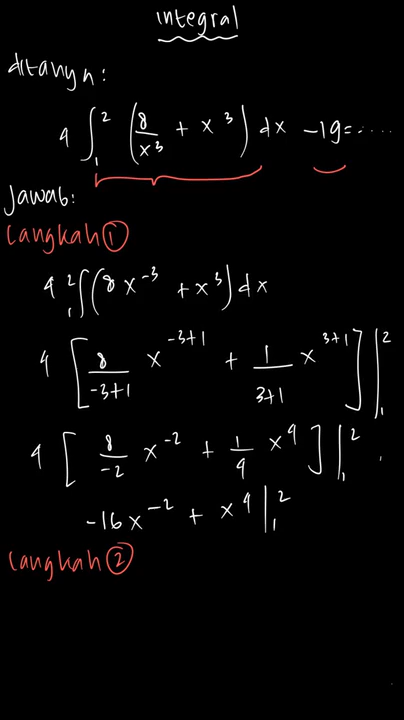 integral
ditanya:
4 ∫₁² (8/x³ + x³) dx - 19 = ....
Jawab:
Langkah ①
4 ₁²∫ (8x⁻³ + x³) dx
4 [8/(-3+1) x⁻³⁺¹ + 1/(3+1) x³⁺¹] |₁²
4 [8/-2 x⁻² + 1/4 x⁴] |₁²
-16x⁻² + x⁴ |₁²
Langkah ②